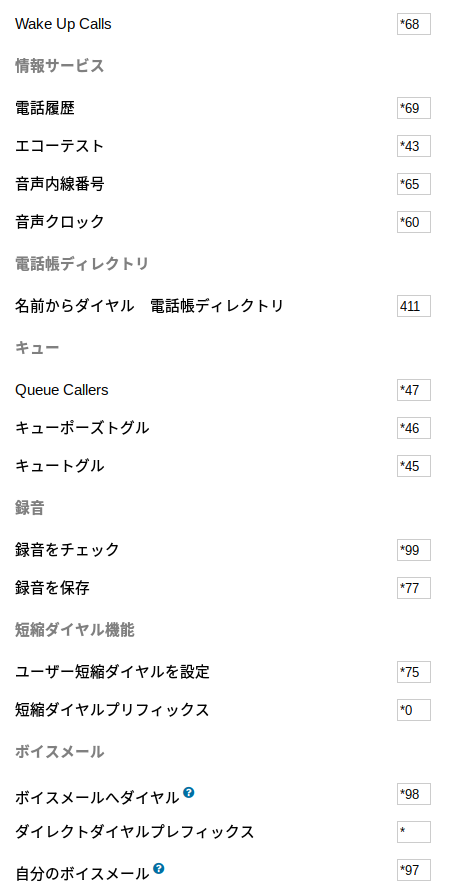 Wake Up Calls *68
情報サービス
電話履歴 *69
エコーテスト *43
音声内線番号 *65
音声クロック *60
電話帳ディレクトリ
名前からダイヤル　電話帳ディレクトリ 411
キュー
Queue Callers *47
キューポーズトグル *46
キュートグル *45
録音
録音をチェック *99
録音を保存 *77
短縮ダイヤル機能
ユーザー短縮ダイヤルを設定 *75
短縮ダイヤルプリフィックス *0
ボイスメール
ボイスメールへダイヤル ? *98
ダイレクトダイヤルプレフィックス *
自分のボイスメール ? *97